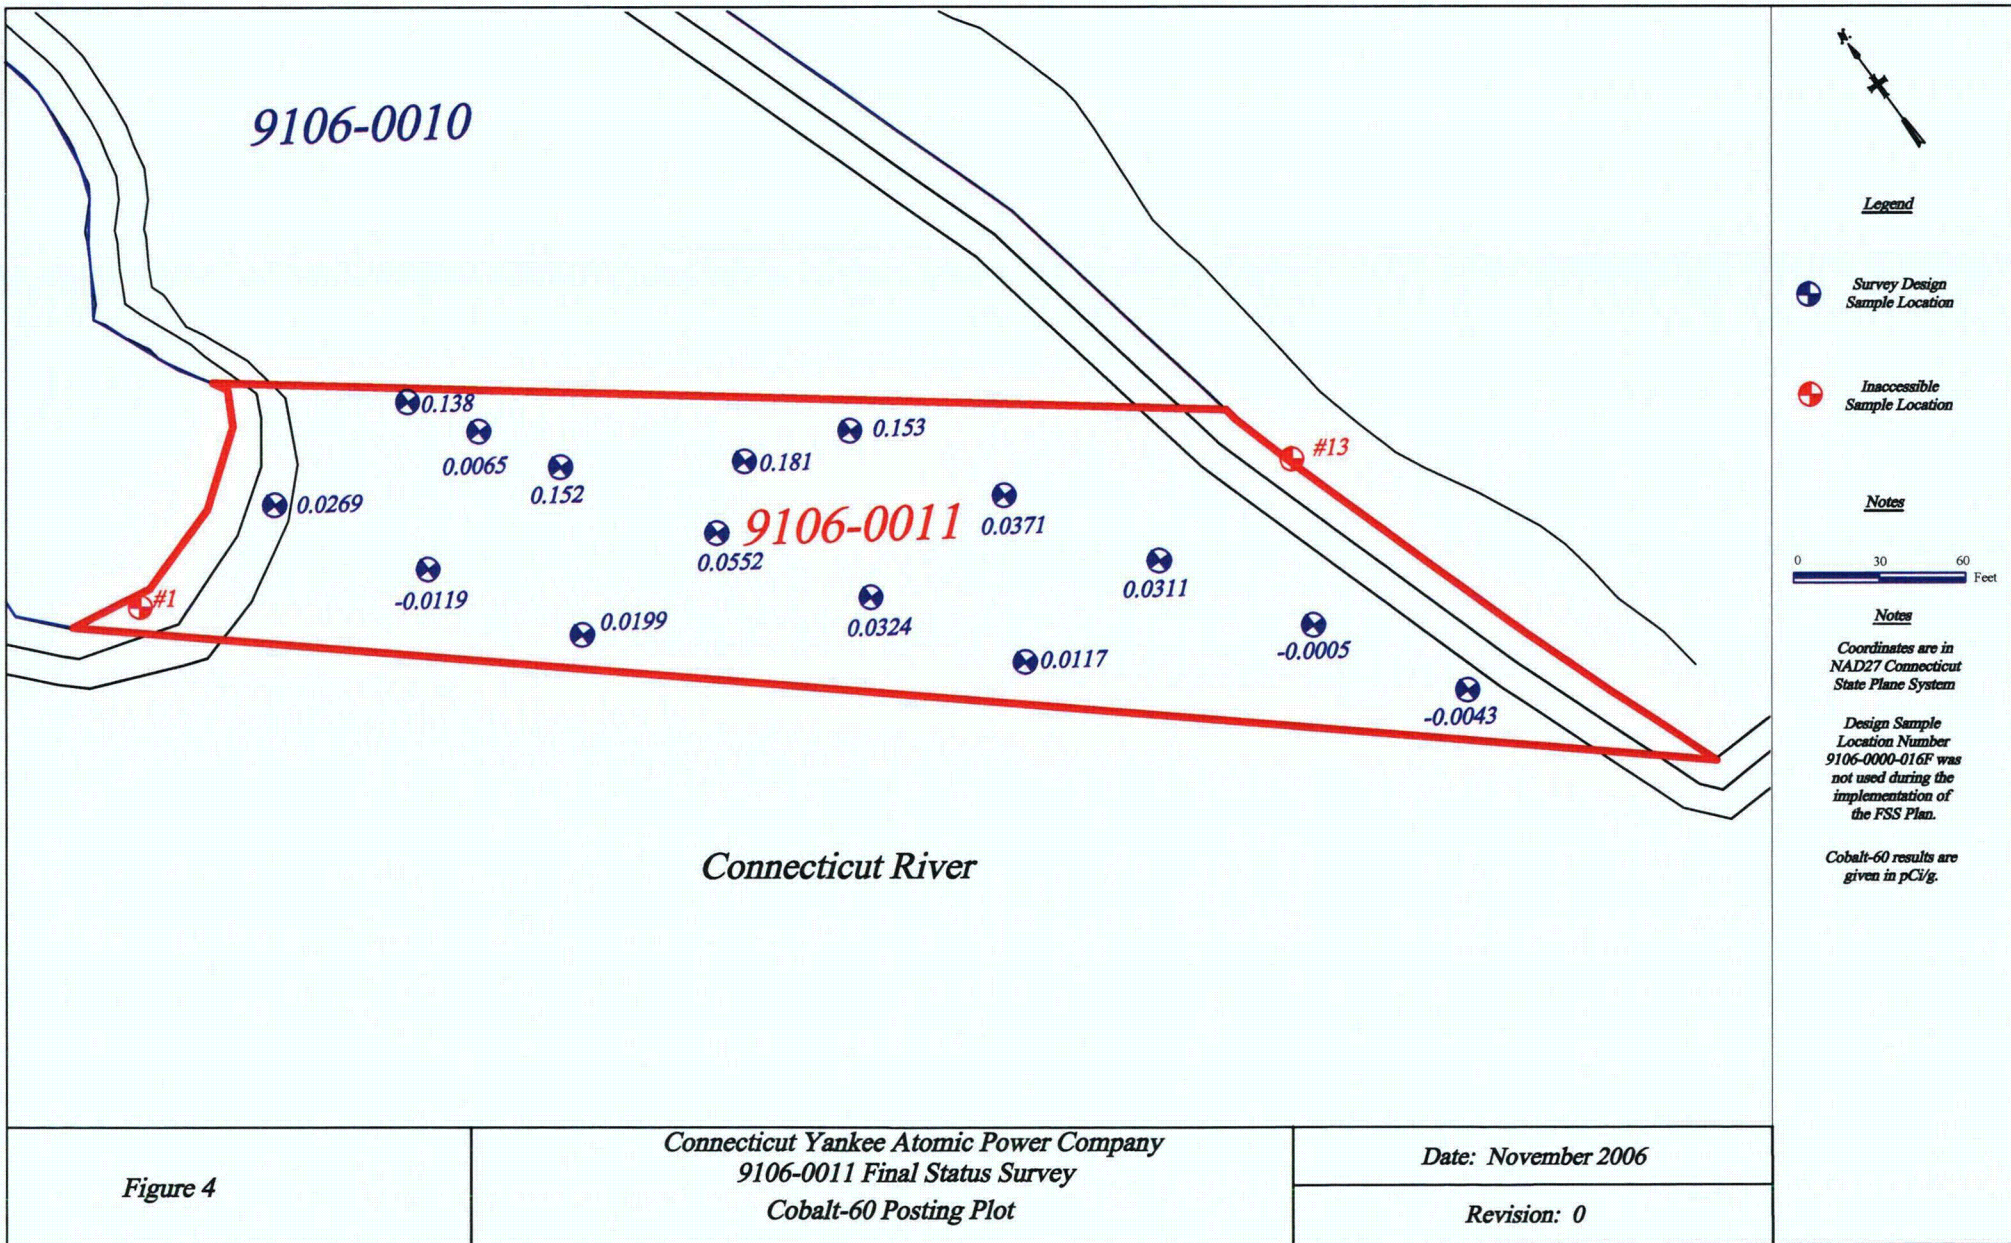 9106-0010
N
Legend
Survey Design
Sample Location
Inaccessible
Sample Location
0.138
0.0065
0.152
0.153
0.181
#13
0.0269
9106-0011
0.0371
0.0552
-0.0119
#1
0.0311
0.0199
0.0324
0.0117
-0.0005
-0.0043
Notes
0 30 60
Feet
Notes
Coordinates are in
NAD27 Connecticut
State Plane System
Design Sample
Location Number
9106-0000-016F was
not used during the
implementation of
the FSS Plan.
Cobalt-60 results are
given in pCi/g.
Connecticut River
Figure 4
Connecticut Yankee Atomic Power Company
9106-0011 Final Status Survey
Cobalt-60 Posting Plot
Date: November 2006
Revision: 0